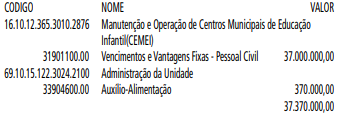 CODIGO NOME VALOR
16.10.12.365.3010.2876 Manutenção e Operação de Centros Municipais de Educação
Infantil(CEMEI)
31901100.00 Vencimentos e Vantagens Fixas - Pessoal Civil 37.000.000,00
69.10.15.122.3024.2100 Administração da Unidade
33904600.00 Auxílio-Alimentação 370.000,00
37.370.000,00